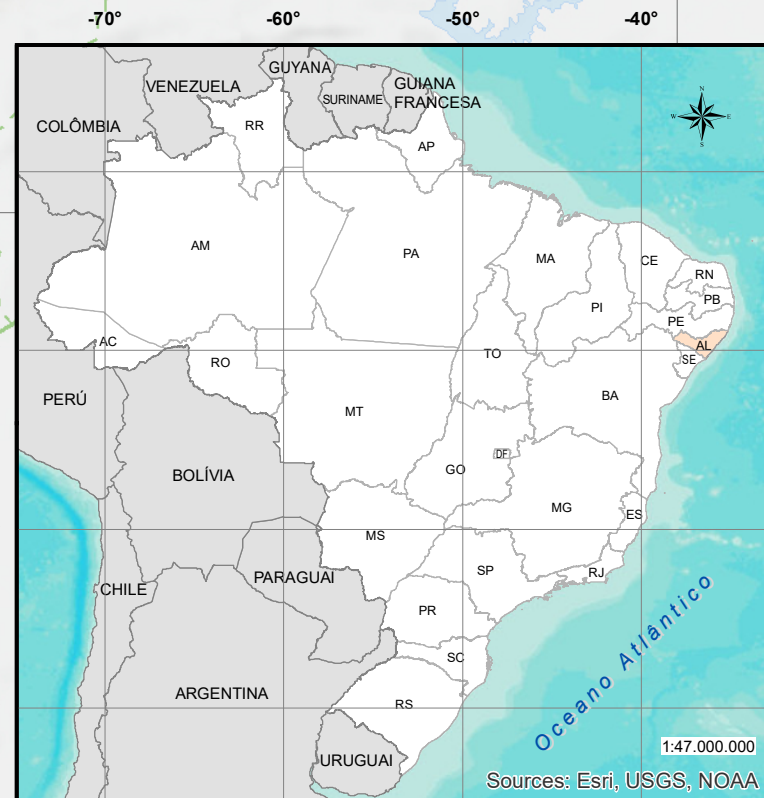 -70°
-60°
-50°
-40°
VENEZUELA
GUYANA
SURINAME
GUIANA
FRANCESA
COLÔMBIA
RR
AP
N
W
E
S
AM
PA
MA
CE
RN
PB
PI
PE
AL
SE
AC
RO
TO
BA
PERÚ
MT
BOLÍVIA
GO
DF
MG
ES
MS
SP
RJ
PARAGUAI
CHILE
PR
SC
ARGENTINA
RS
Oceano Atlântico
URUGUAI
1:47.000.000
Sources: Esri, USGS, NOAA